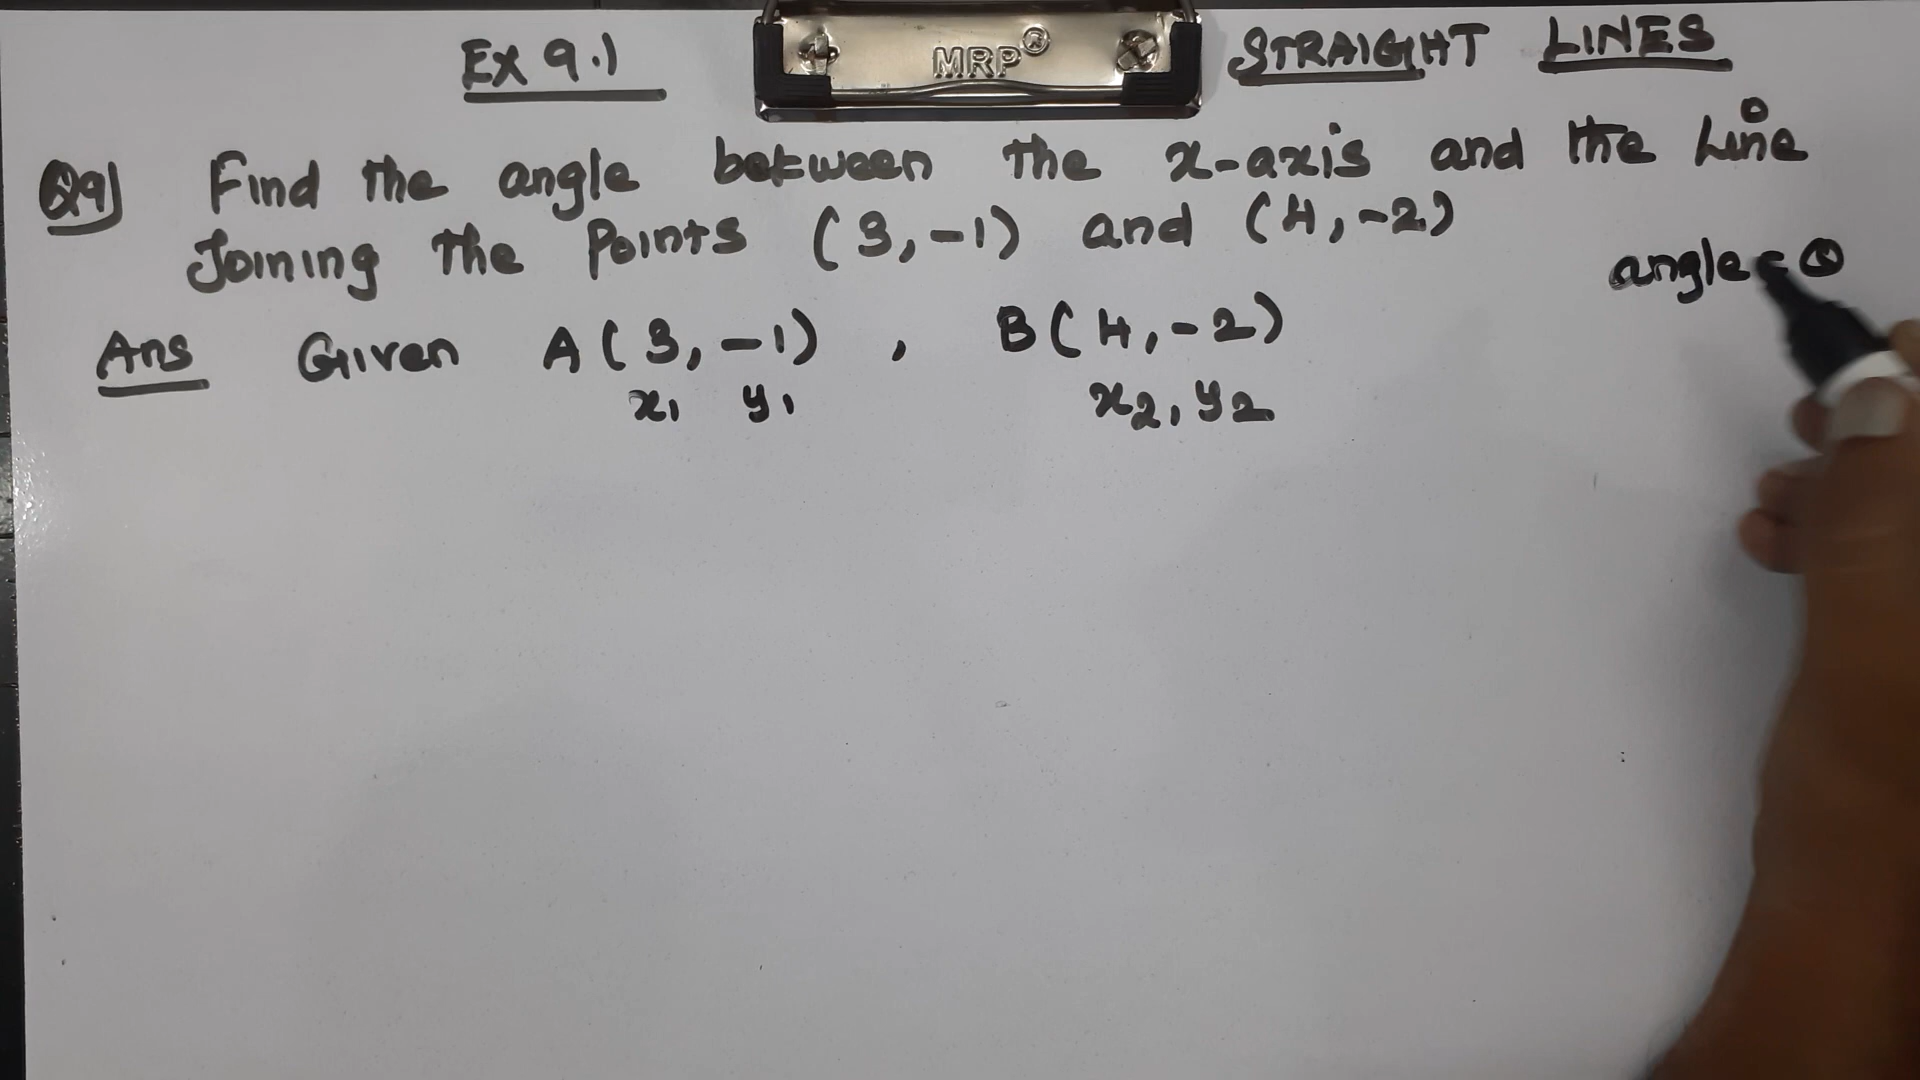 Ex 9.1
MRP®
STRAIGHT LINES
Q9) Find the angle between the x-axis and the Line
Joining the Points (3,-1) and (4,-2)
angle = θ
Ans Given A(3,-1) , B(4,-2)
x₁ y₁ x₂, y₂